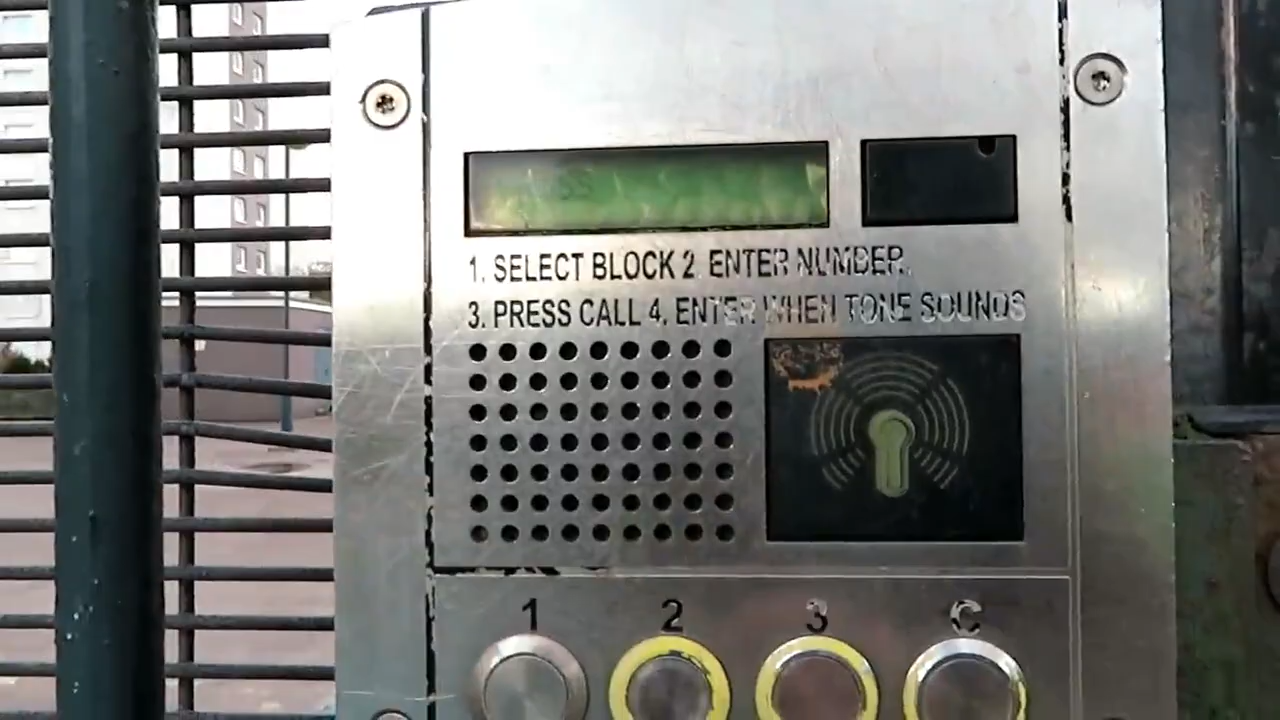 1. SELECT BLOCK 2. ENTER NUMBER.
3. PRESS CALL 4. ENTER WHEN TONE SOUNDS
1 2 3 C